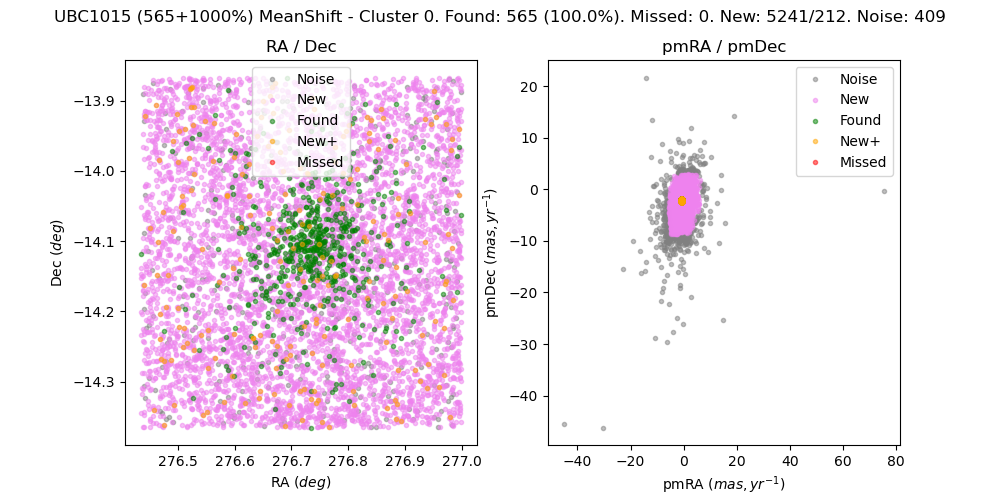 UBC1015 (565+1000%) MeanShift - Cluster 0. Found: 565 (100.0%). Missed: 0. New: 5241/212. Noise: 409
RA / Dec
−13.9
−14.0
−14.1
−14.2
−14.3
Dec (deg)
276.5 276.6 276.7 276.8 276.9 277.0
RA (deg)
Noise
New
Found
New+
Missed
pmRA / pmDec
20
10
0
−10
−20
−30
−40
pmDec (mas, yr⁻¹)
−40 −20 0 20 40 60 80
pmRA (mas, yr⁻¹)
Noise
New
Found
New+
Missed